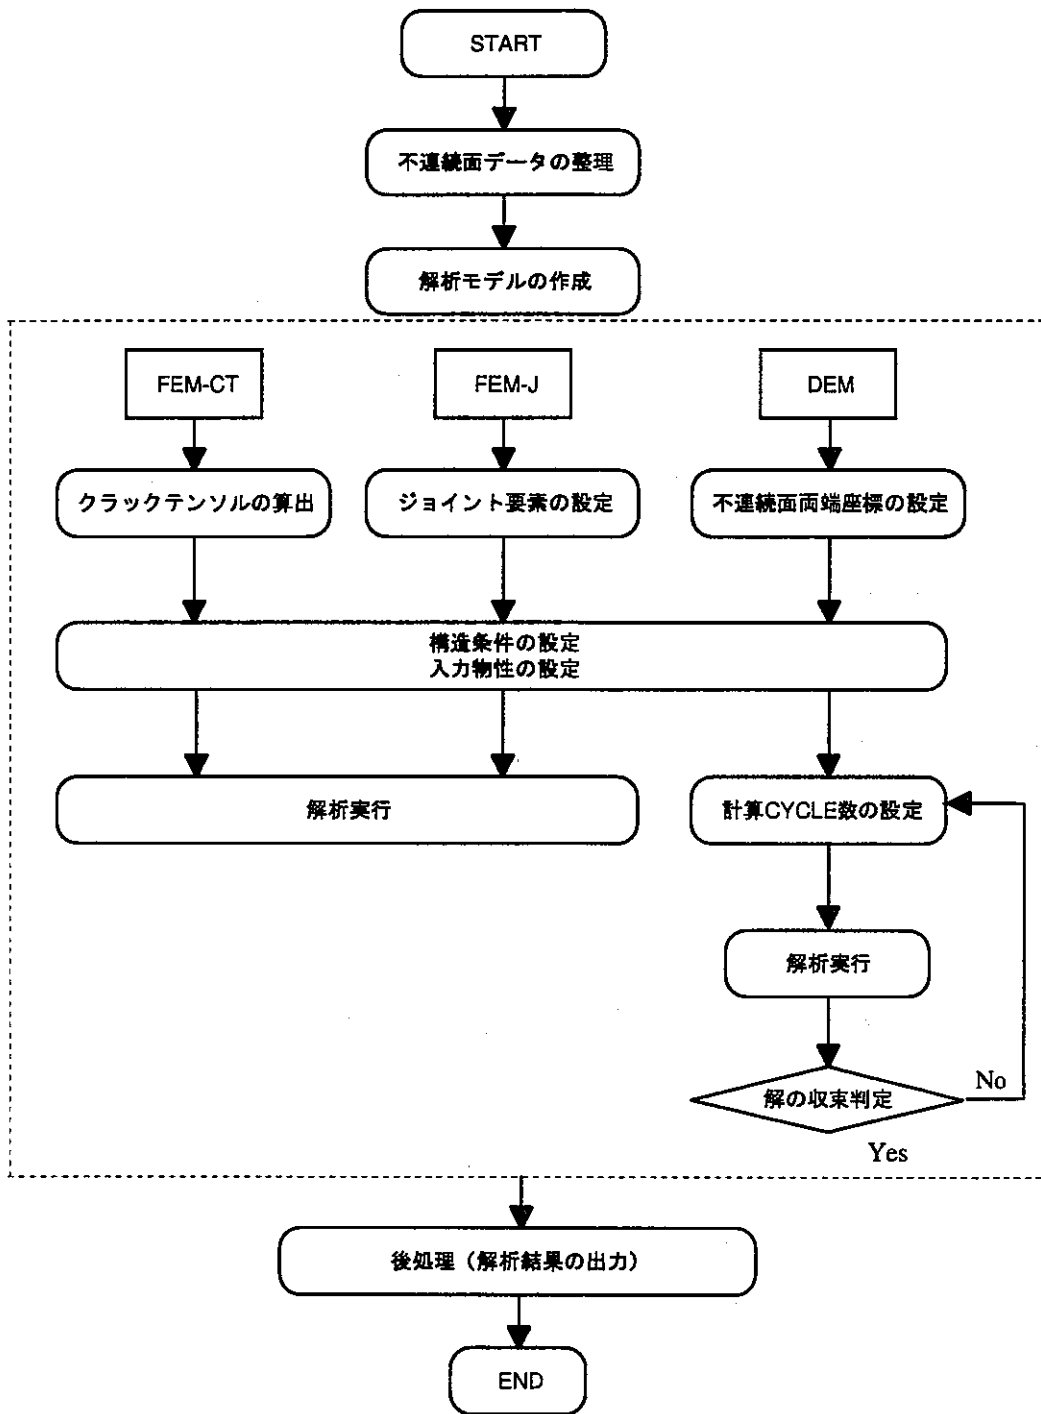 START
不連続面データの整理
解析モデルの作成
FEM-CT
FEM-J
DEM
クラックテンソルの算出
ジョイント要素の設定
不連続面両端座標の設定
構造条件の設定
入力物性の設定
解析実行
計算CYCLE数の設定
解析実行
解の収束判定
No
Yes
後処理（解析結果の出力）
END